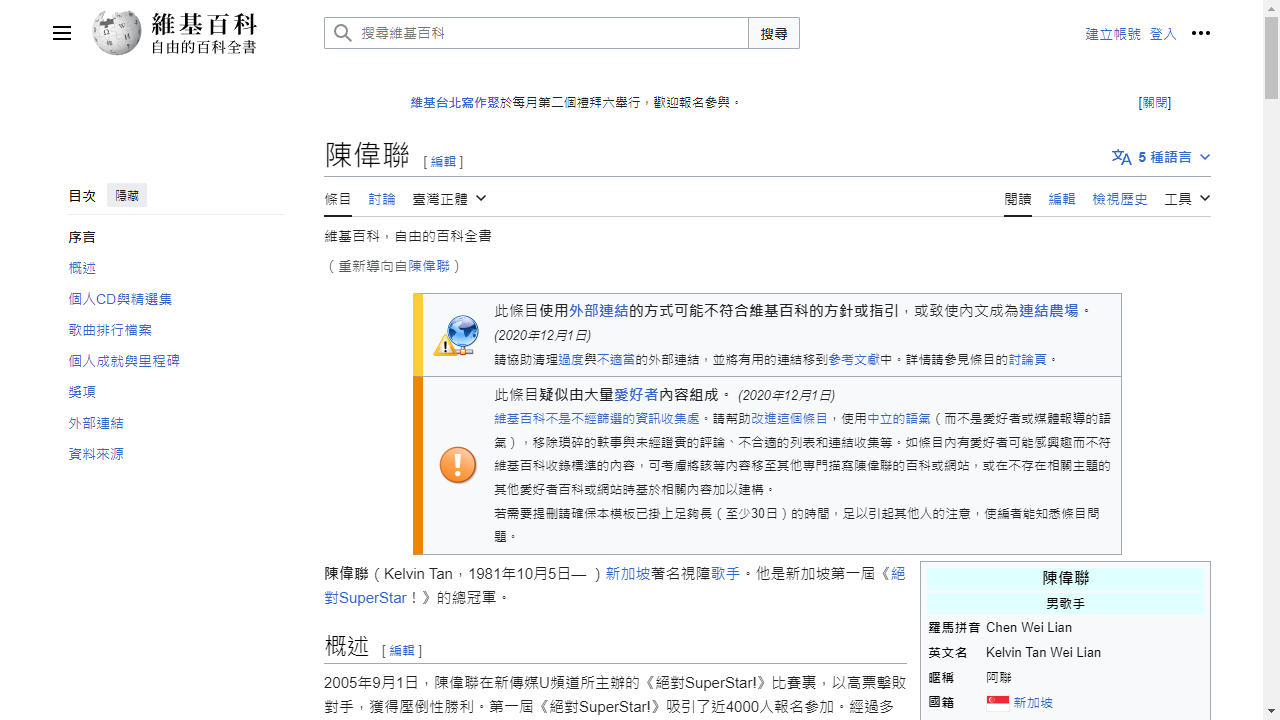 維基百科
自由的百科全書
搜尋維基百科
搜尋
建立帳號 登入
維基台北寫作聚於每月第二個禮拜六舉行，歡迎報名參與。
[關閉]
陳偉聯 [ 編輯 ]
5 種語言
目次 隱藏
條目 討論 臺灣正體
閱讀 編輯 檢視歷史 工具
序言
概述
個人CD與精選集
歌曲排行檔案
個人成就與里程碑
獎項
外部連結
資料來源
維基百科，自由的百科全書
（重新導向自陳偉聯）
此條目使用外部連結的方式可能不符合維基百科的方針或指引，或致使內文成為連結農場。
(2020年12月1日)
請協助清理過度與不適當的外部連結，並將有用的連結移到參考文獻中。詳情請參見條目的討論頁。
此條目疑似由大量愛好者內容組成。 (2020年12月1日)
維基百科不是不經篩選的資訊收集處。請幫助改進這個條目，使用中立的語氣（而不是愛好者或媒體報導的語
氣），移除瑣碎的軼事與未經證實的評論、不合適的列表和連結收集等。如條目內有愛好者可能感興趣而不符
維基百科收錄標準的內容，可考慮將該等內容移至其他專門描寫陳偉聯的百科或網站，或在不存在相關主題的
其他愛好者百科或網站時基於相關內容加以建構。
若需要提刪請確保本模板已掛上足夠長（至少30日）的時間，足以引起其他人的注意，使編者能知悉條目問
題。
陳偉聯（Kelvin Tan，1981年10月5日— ）新加坡著名視障歌手。他是新加坡第一屆《絕
對SuperStar！》的總冠軍。
概述 [ 編輯 ]
2005年9月1日，陳偉聯在新傳媒U頻道所主辦的《絕對SuperStar!》比賽裏，以高票擊敗
對手，獲得壓倒性勝利。第一屆《絕對SuperStar!》吸引了近4000人報名參加。經過多
陳偉聯
男歌手
羅馬拼音 Chen Wei Lian
英文名 Kelvin Tan Wei Lian
暱稱 阿聯
國籍 新加坡